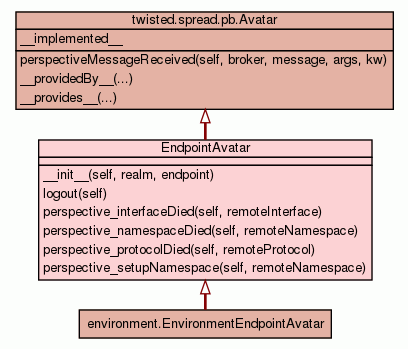 twisted.spread.pb.Avatar
__implemented__
perspectiveMessageReceived(self, broker, message, args, kw)
__providedBy__(...)
__provides__(...)
EndpointAvatar
__init__(self, realm, endpoint)
logout(self)
perspective_interfaceDied(self, remoteInterface)
perspective_namespaceDied(self, remoteNamespace)
perspective_protocolDied(self, remoteProtocol)
perspective_setupNamespace(self, remoteNamespace)
environment.EnvironmentEndpointAvatar